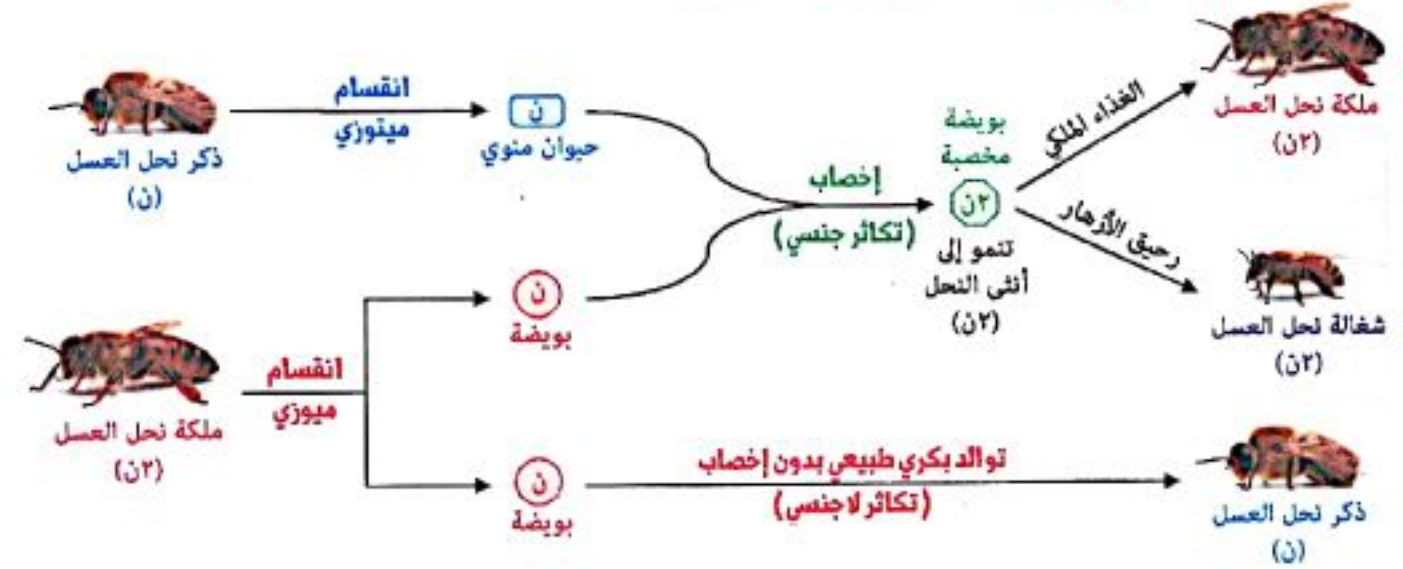 ذكر نحل العسل
(ن)
انقسام
ميتوزي
ن
حيوان منوي
ملكة نحل العسل
(٢ن)
انقسام
ميوزي
ن
بويضة
إخصاب
(تكاثر جنسي)
بويضة
مخصبة
٢ن
تنمو إلى
أنثى النحل
(٢ن)
الغذاء الملكي
ملكة نحل العسل
(٢ن)
رحيق الأزهار
شغالة نحل العسل
(٢ن)
ن
بويضة
توالد بكري طبيعي بدون إخصاب
(تكاثر لاجنسي)
ذكر نحل العسل
(ن)